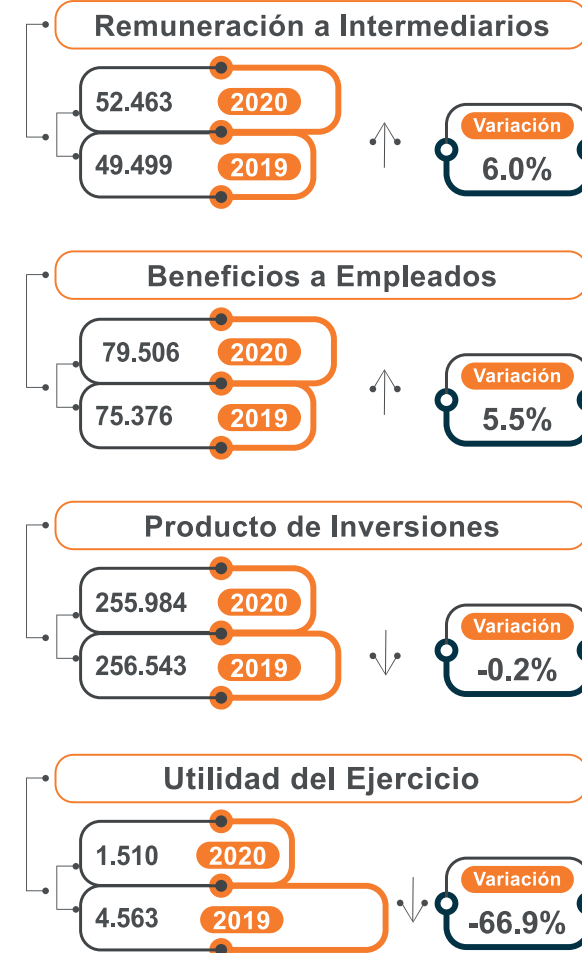 Remuneración a Intermediarios
52.463 2020
49.499 2019
Variación
6.0%
Beneficios a Empleados
79.506 2020
75.376 2019
Variación
5.5%
Producto de Inversiones
255.984 2020
256.543 2019
Variación
-0.2%
Utilidad del Ejercicio
1.510 2020
4.563 2019
Variación
-66.9%